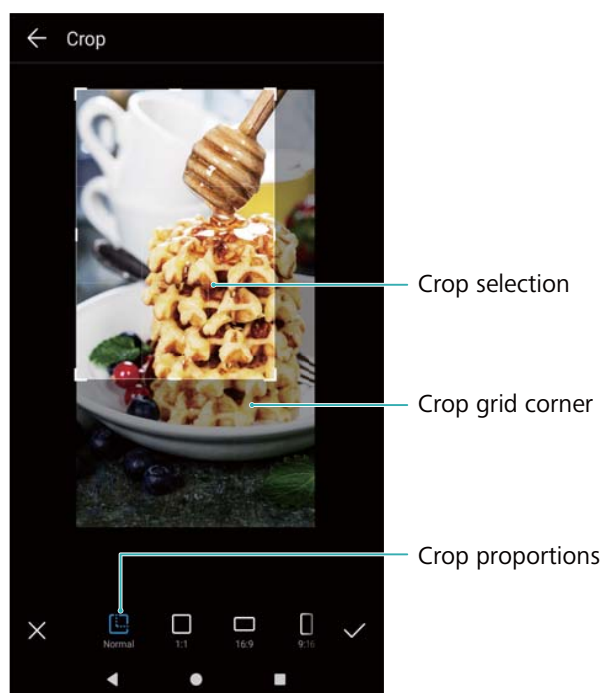 Crop
Crop selection
Crop grid corner
Crop proportions
Normal
1:1
16:9
9:16